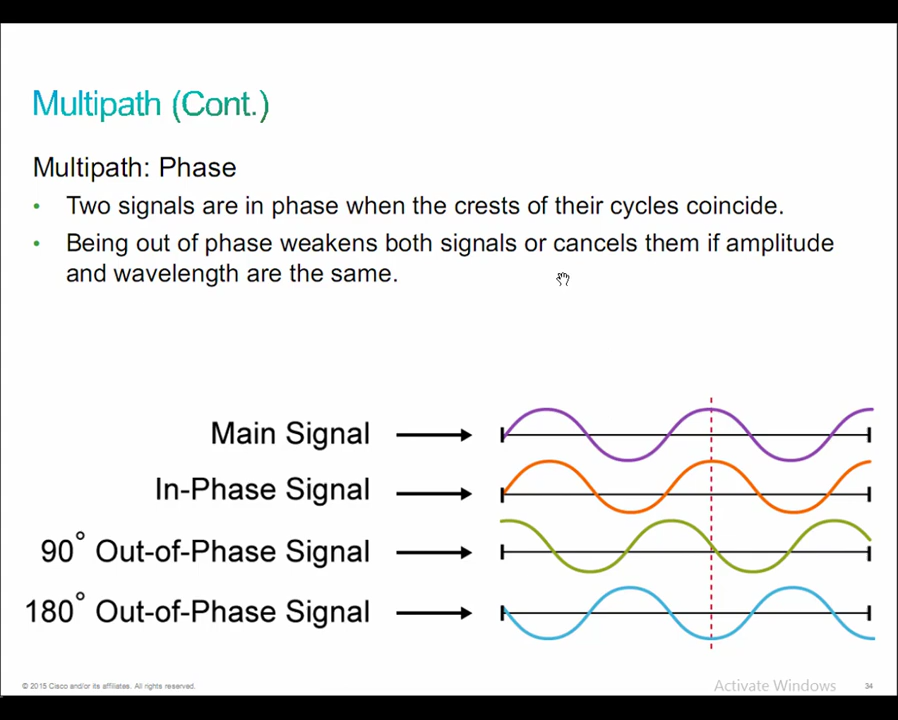 Multipath (Cont.)
Multipath: Phase
• Two signals are in phase when the crests of their cycles coincide.
• Being out of phase weakens both signals or cancels them if amplitude
and wavelength are the same.
Main Signal
In-Phase Signal
90° Out-of-Phase Signal
180° Out-of-Phase Signal
© 2015 Cisco and/or its affiliates. All rights reserved.
Activate Windows
34